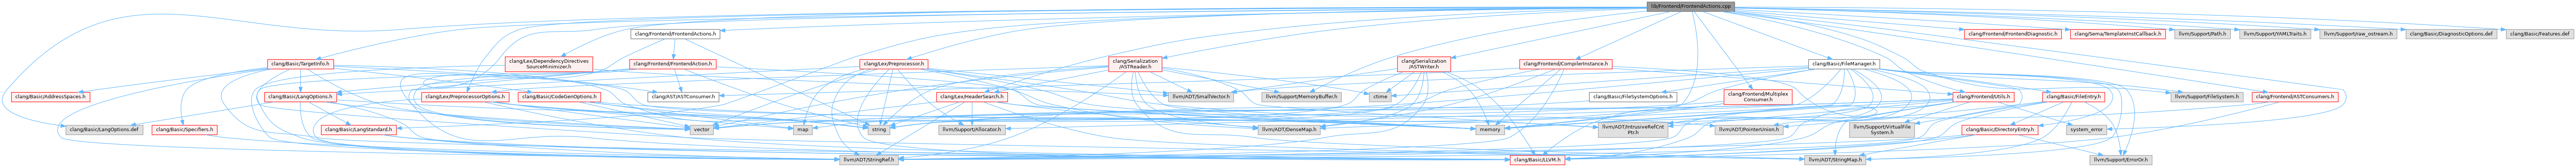 lib/Frontend/FrontendActions.cpp
clang/Frontend/FrontendActions.h
clang/Frontend/FrontendDiagnostic.h
clang/Sema/TemplateInstCallback.h
llvm/Support/Path.h
llvm/Support/YAMLTraits.h
llvm/Support/raw_ostream.h
clang/Basic/DiagnosticOptions.def
clang/Basic/Features.def
clang/Basic/TargetInfo.h
clang/Lex/DependencyDirectives
SourceMinimizer.h
clang/Frontend/FrontendAction.h
clang/Lex/Preprocessor.h
clang/Serialization
/ASTReader.h
clang/Serialization
/ASTWriter.h
clang/Frontend/CompilerInstance.h
clang/Basic/FileManager.h
clang/Basic/AddressSpaces.h
clang/Basic/LangOptions.h
clang/Lex/PreprocessorOptions.h
clang/Basic/CodeGenOptions.h
clang/AST/ASTConsumer.h
clang/Lex/HeaderSearch.h
llvm/ADT/SmallVector.h
llvm/Support/MemoryBuffer.h
ctime
clang/Basic/FileSystemOptions.h
clang/Frontend/Multiplex
Consumer.h
clang/Frontend/Utils.h
clang/Basic/FileEntry.h
llvm/Support/FileSystem.h
clang/Frontend/ASTConsumers.h
clang/Basic/LangOptions.def
clang/Basic/Specifiers.h
clang/Basic/LangStandard.h
vector
map
string
llvm/Support/Allocator.h
llvm/ADT/DenseMap.h
memory
llvm/ADT/IntrusiveRefCnt
Ptr.h
llvm/ADT/PointerUnion.h
llvm/Support/VirtualFile
System.h
clang/Basic/DirectoryEntry.h
system_error
llvm/ADT/StringRef.h
clang/Basic/LLVM.h
llvm/ADT/StringMap.h
llvm/Support/ErrorOr.h